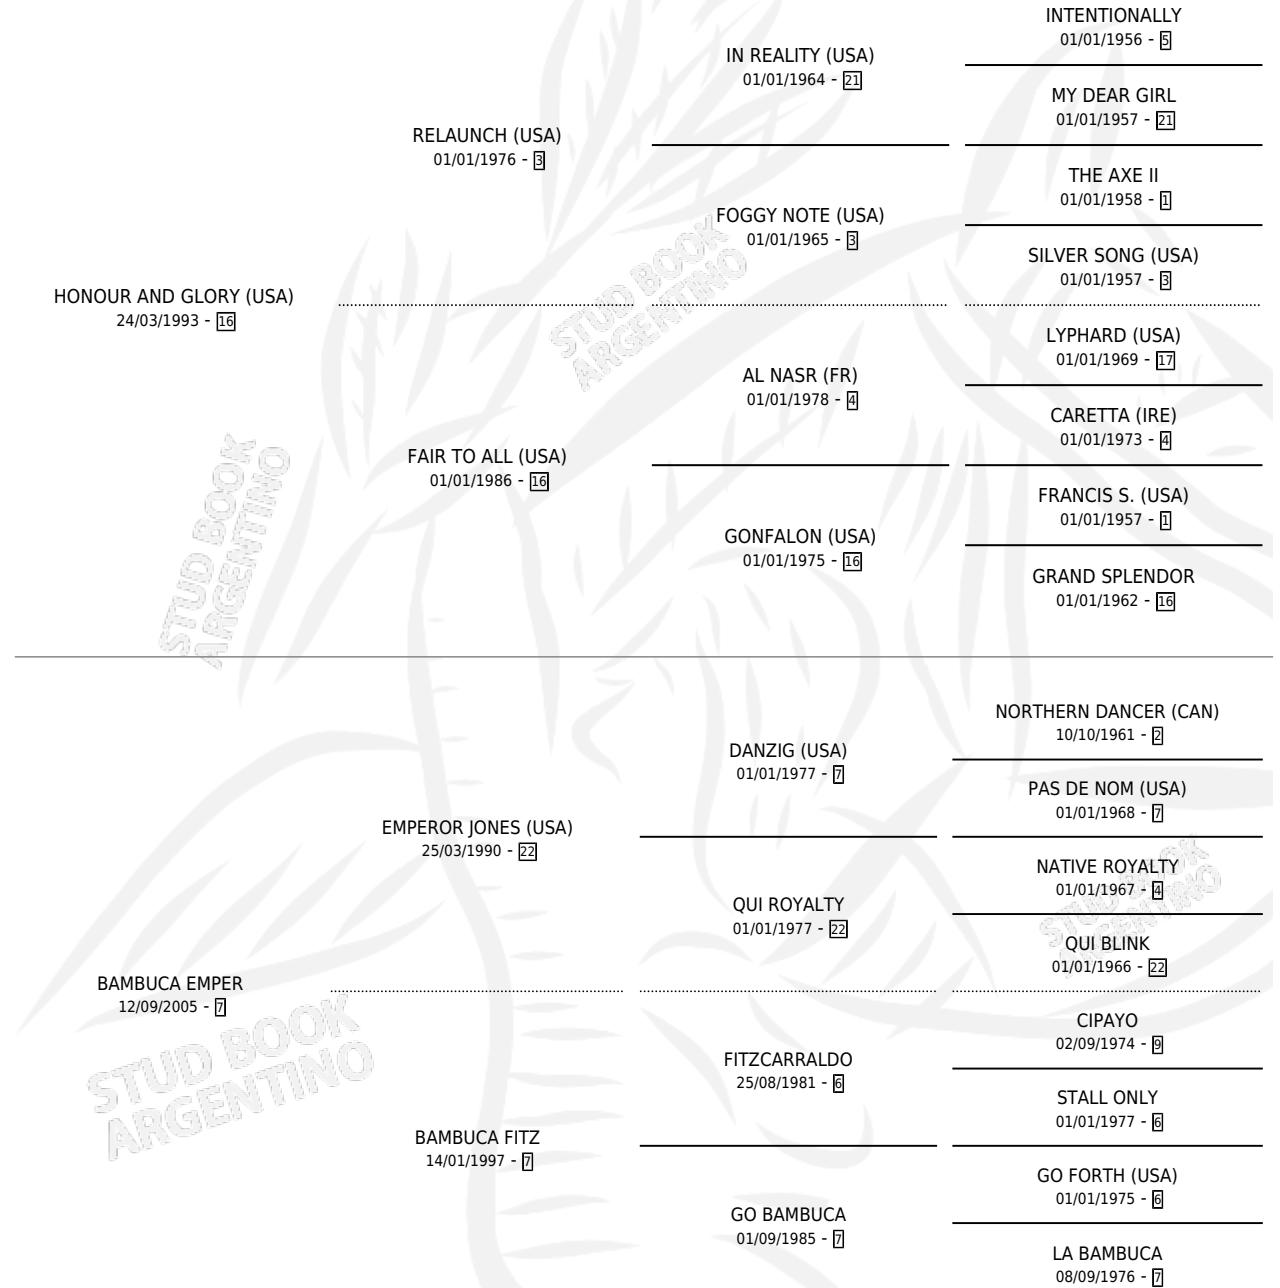 INTENTIONALLY
01/01/1956 - 5
IN REALITY (USA)
01/01/1964 - 21
MY DEAR GIRL
01/01/1957 - 21
RELAUNCH (USA)
01/01/1976 - 3
THE AXE II
01/01/1958 - 1
FOGGY NOTE (USA)
01/01/1965 - 3
SILVER SONG (USA)
01/01/1957 - 3
HONOUR AND GLORY (USA)
24/03/1993 - 16
STUD BOOK
ARGENTINO
LYPHARD (USA)
01/01/1969 - 17
AL NASR (FR)
01/01/1978 - 4
CARETTA (IRE)
01/01/1973 - 4
FAIR TO ALL (USA)
01/01/1986 - 16
FRANCIS S. (USA)
01/01/1957 - 1
GONFALON (USA)
01/01/1975 - 16
GRAND SPLENDOR
01/01/1962 - 16
STUD BOOK
ARGENTINO
NORTHERN DANCER (CAN)
10/10/1961 - 2
DANZIG (USA)
01/01/1977 - 7
PAS DE NOM (USA)
01/01/1968 - 7
EMPEROR JONES (USA)
25/03/1990 - 22
NATIVE ROYALTY
01/01/1967 - 4
QUI ROYALTY
01/01/1977 - 22
QUI BLINK
01/01/1966 - 22
STUD BOOK
ARGENTINO
BAMBUCA EMPER
12/09/2005 - 7
CIPAYO
02/09/1974 - 9
FITZCARRALDO
25/08/1981 - 6
STALL ONLY
01/01/1977 - 6
STUD BOOK
ARGENTINO
BAMBUCA FITZ
14/01/1997 - 7
GO FORTH (USA)
01/01/1975 - 6
GO BAMBUCA
01/09/1985 - 7
LA BAMBUCA
08/09/1976 - 7